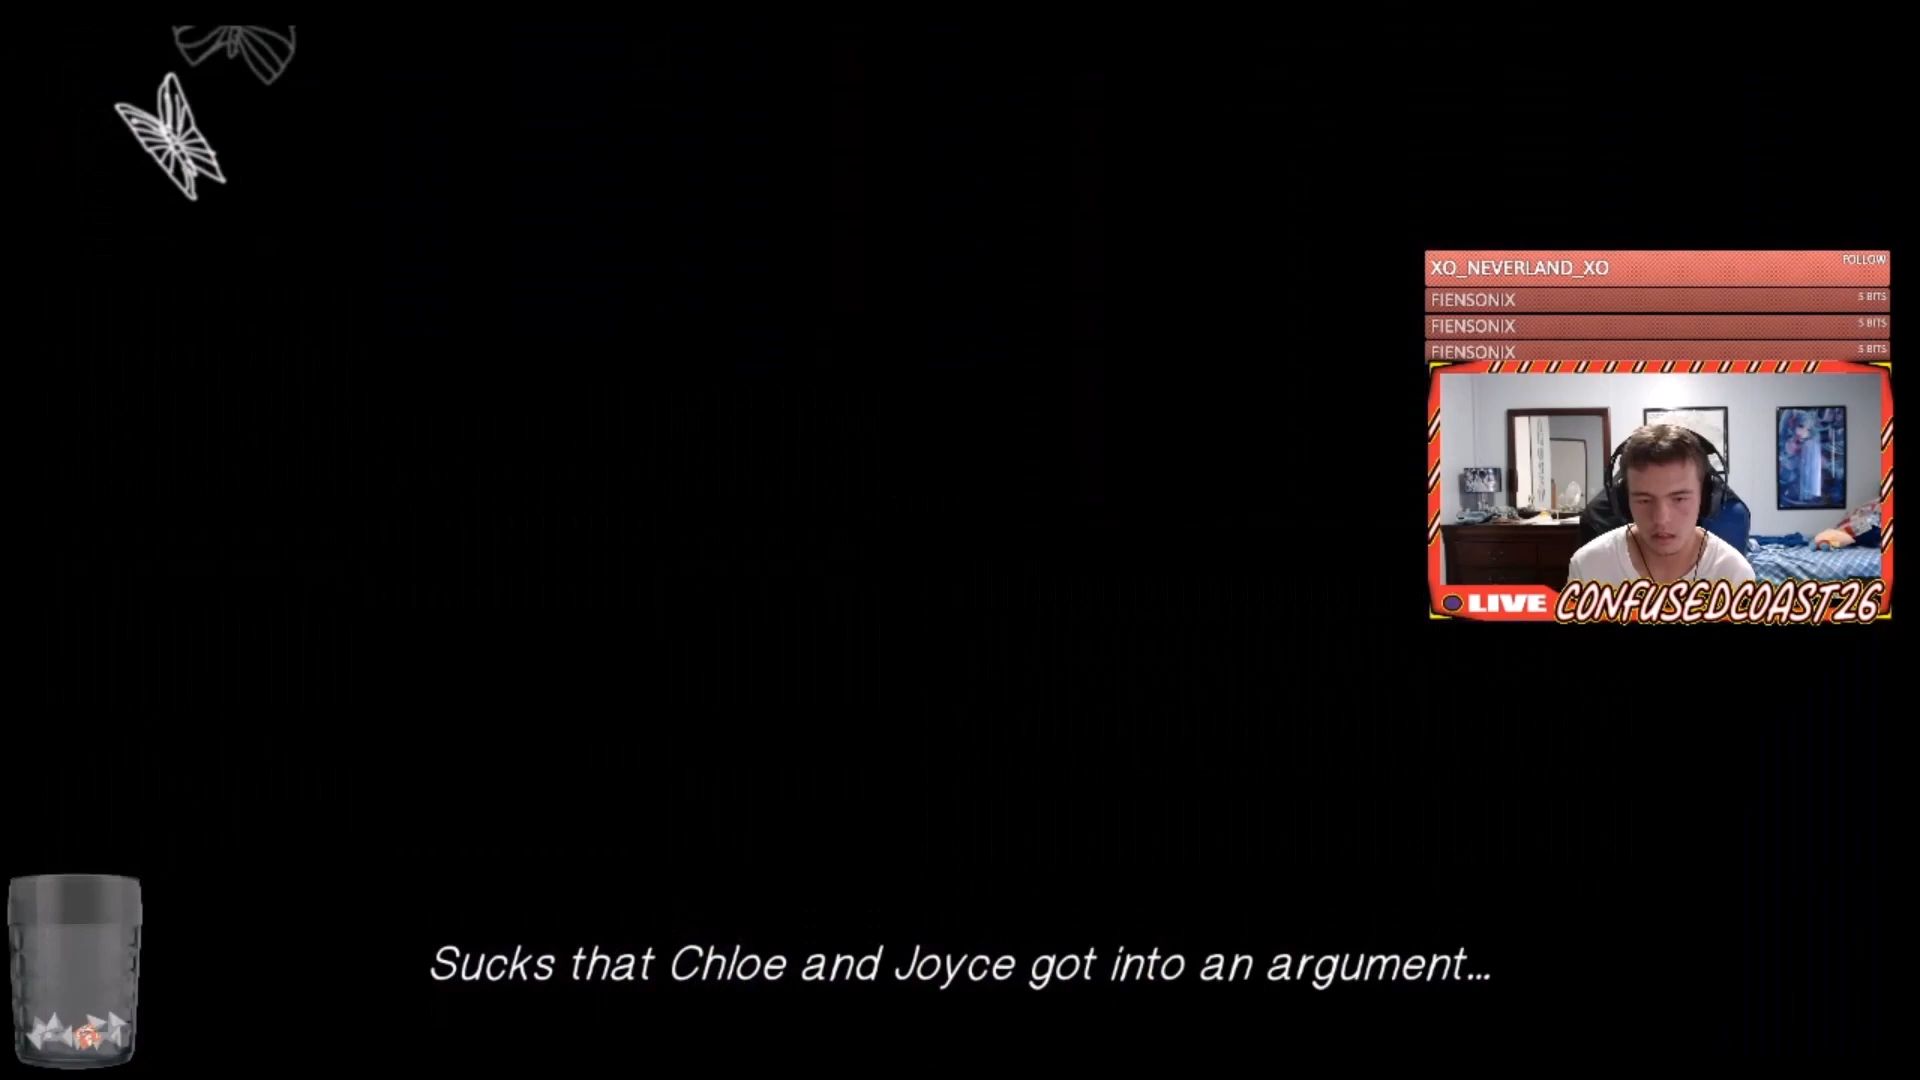 XO_NEVERLAND_XO FOLLOW
FIENSONIX 5 BITS
FIENSONIX 5 BITS
FIENSONIX 5 BITS
LIVE CONFUSEDCOAST26
Sucks that Chloe and Joyce got into an argument...